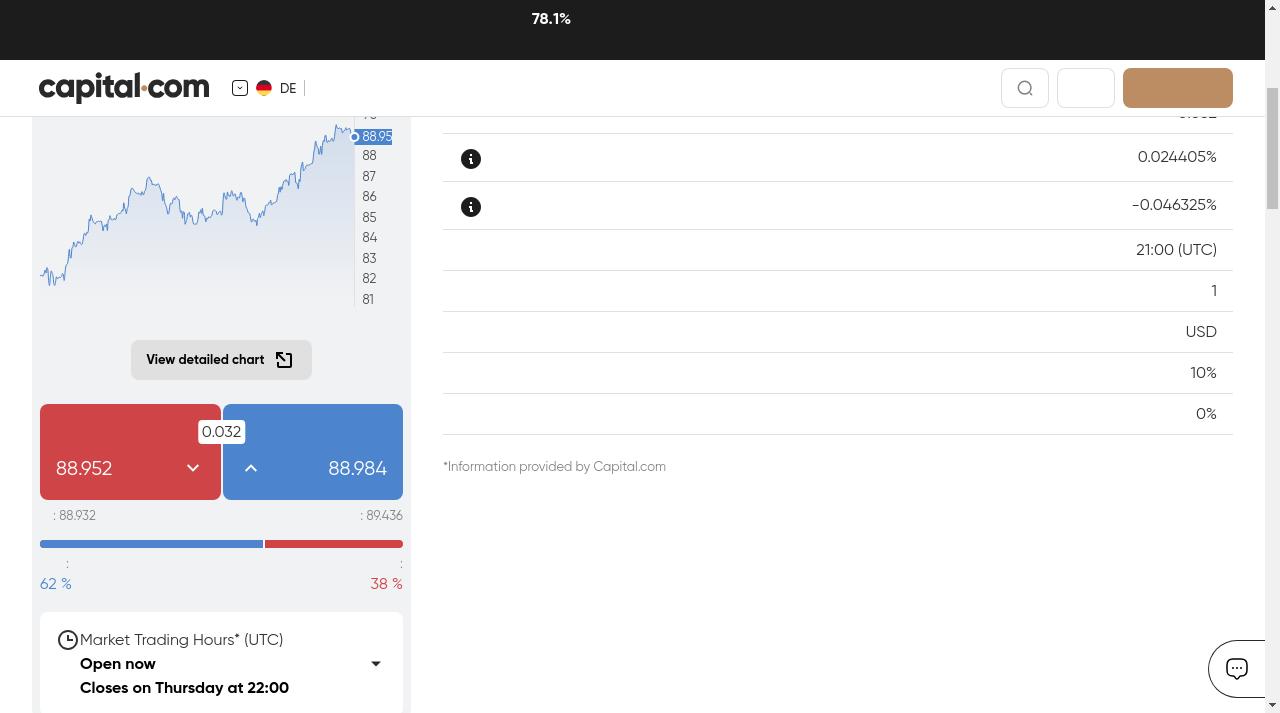 78.1%
capital.com
DE
88.95
88
87
86
85
84
83
82
81
View detailed chart
0.032
88.952
88.984
: 88.932
: 89.436
:
:
62 %
38 %
Market Trading Hours* (UTC)
Open now
Closes on Thursday at 22:00
0.024405%
-0.046325%
21:00 (UTC)
1
USD
10%
0%
*Information provided by Capital.com